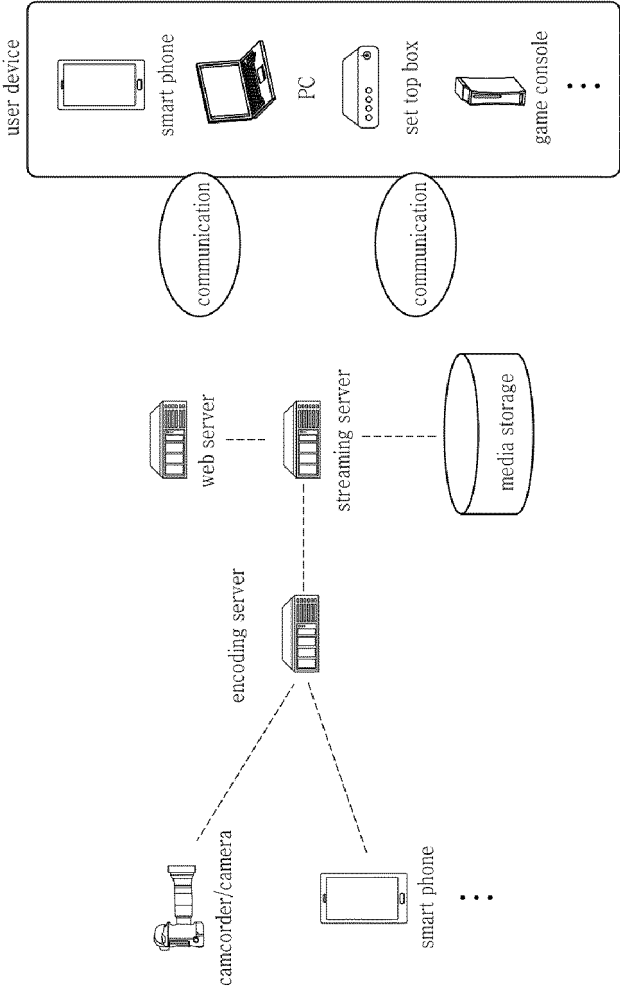 user device
smart phone
PC
set top box
game console
communication
communication
web server
streaming server
media storage
encoding server
camcorder/camera
smart phone